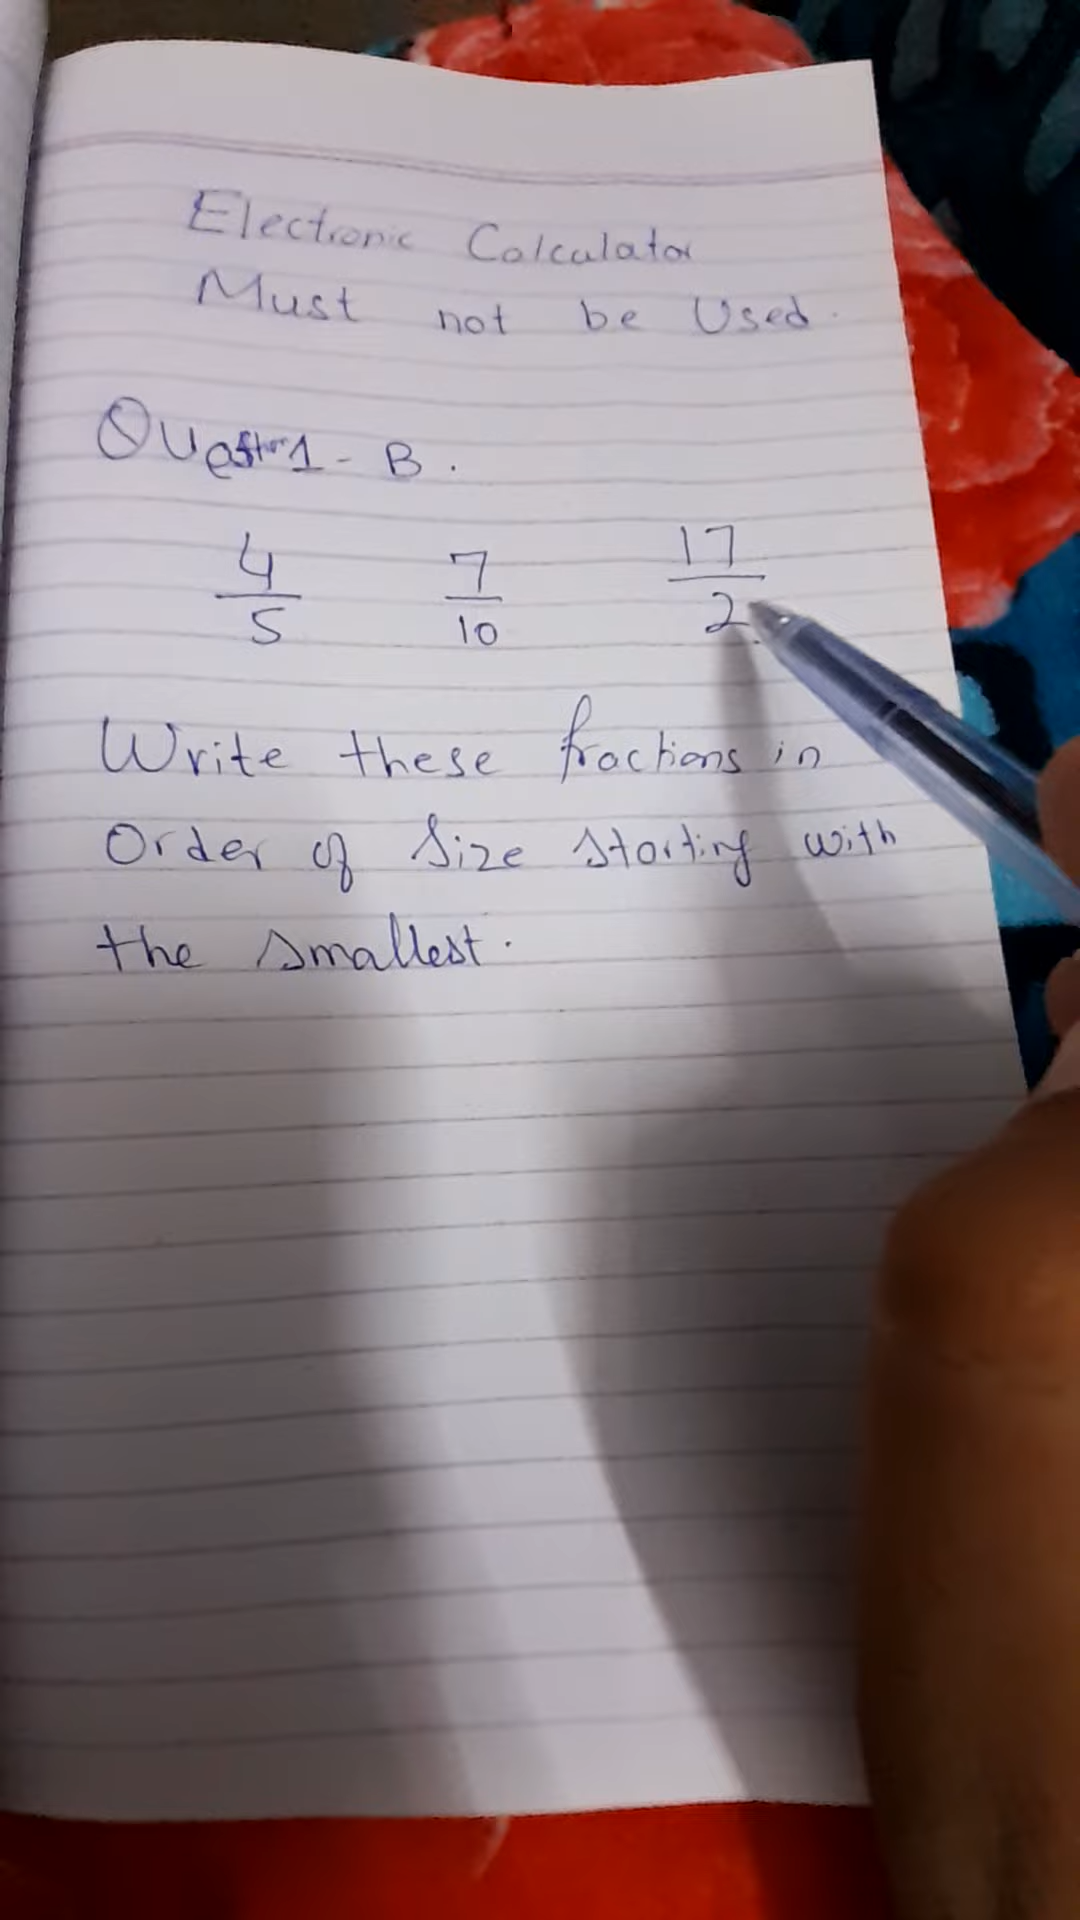 Electronic Calculator
Must not be Used.
Question 1 - B.
4/5 7/10 17/2
Write these fractions in
Order of Size starting with
the smallest.